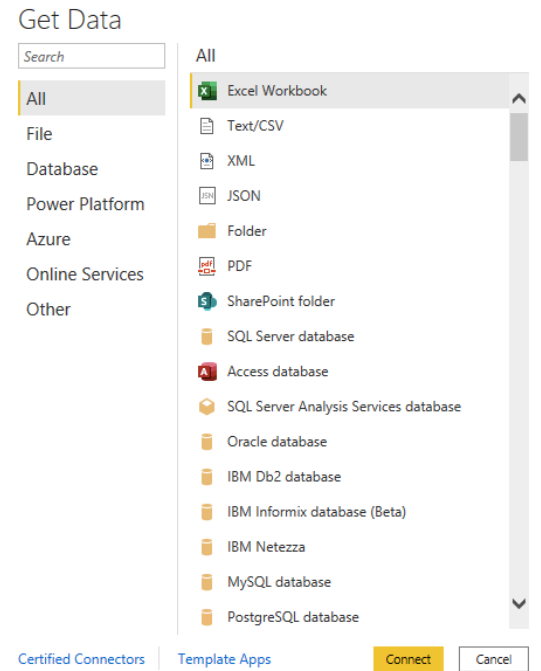 Get Data
Search
All
File
Database
Power Platform
Azure
Online Services
Other
All
Excel Workbook
Text/CSV
XML
JSON
Folder
PDF
SharePoint folder
SQL Server database
Access database
SQL Server Analysis Services database
Oracle database
IBM Db2 database
IBM Informix database (Beta)
IBM Netezza
MySQL database
PostgreSQL database
Certified Connectors
Template Apps
Connect
Cancel